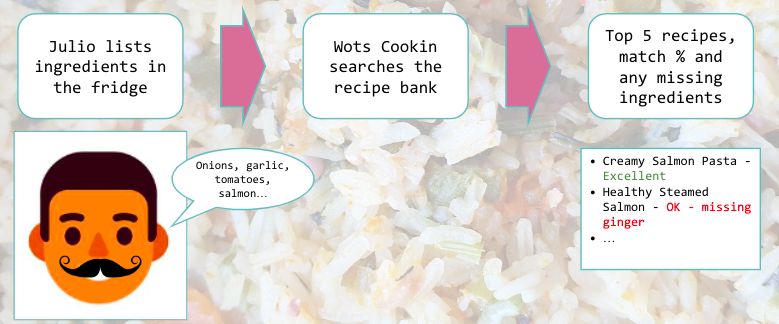 Julio lists
ingredients in
the fridge
Wots Cookin
searches the
recipe bank
Top 5 recipes,
match % and
any missing
ingredients
Onions, garlic,
tomatoes,
salmon…
• Creamy Salmon Pasta -
Excellent
• Healthy Steamed
Salmon - OK - missing
ginger
• …